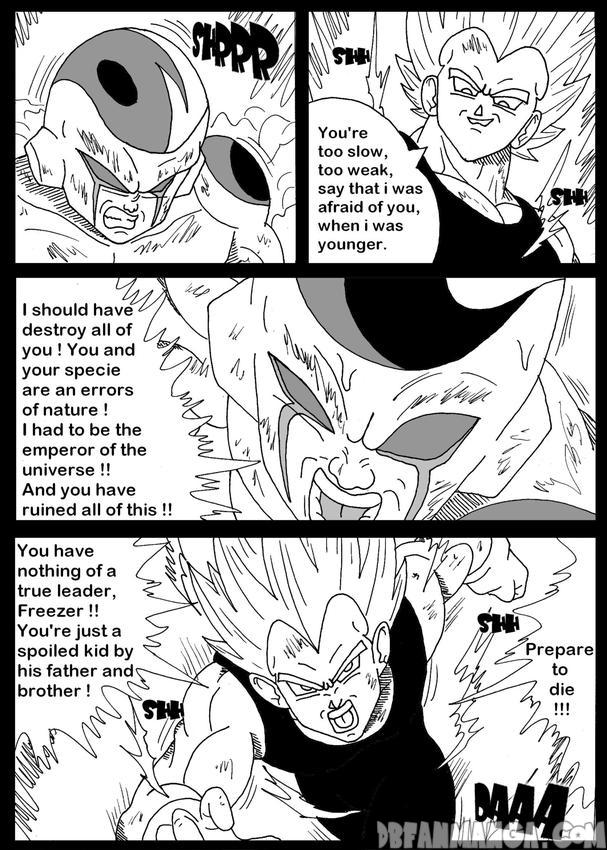 SHRRR
SHH
You're
too slow,
too weak,
say that i was
afraid of you,
when i was
younger.
SHH
I should have
destroy all of
you ! You and
your specie
are an errors
of nature !
I had to be the
emperor of the
universe !!
And you have
ruined all of this !!
You have
nothing of a
true leader,
Freezer !!
You're just a
spoiled kid by
his father and
brother !
SHH
SHH
Prepare
to
die
!!!
DAAA
DBFANMANGA.COM